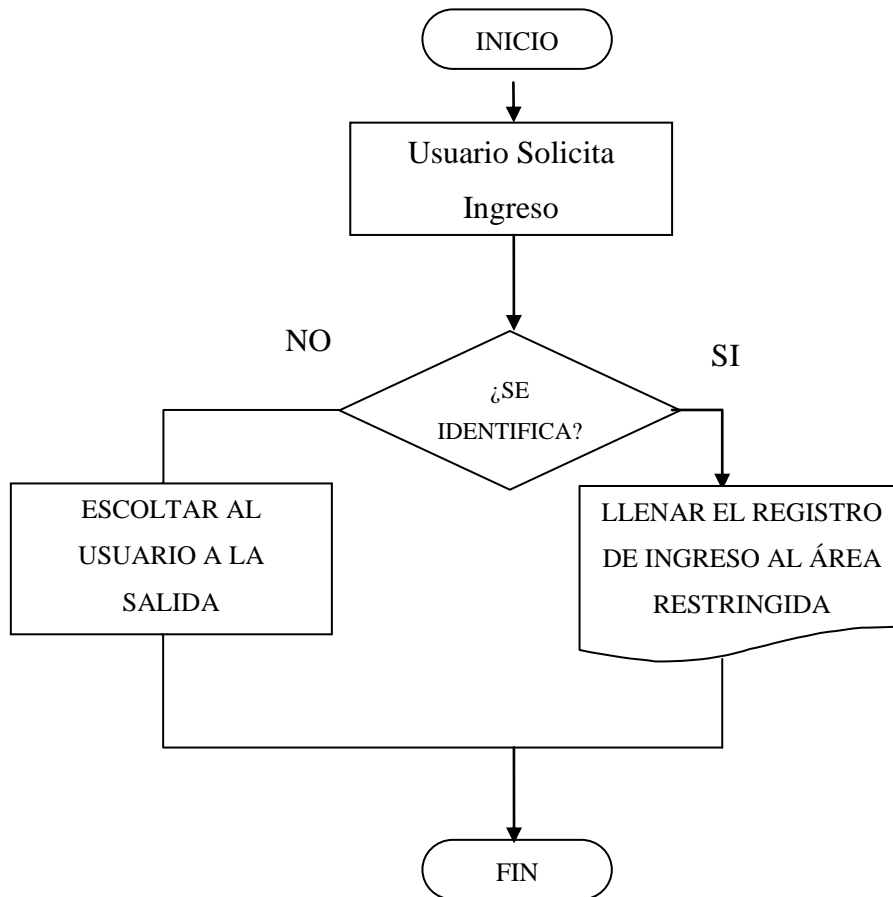 INICIO
Usuario Solicita
Ingreso
NO
SI
¿SE
IDENTIFICA?
ESCOLTAR AL
USUARIO A LA
SALIDA
LLENAR EL REGISTRO
DE INGRESO AL ÁREA
RESTRINGIDA
FIN